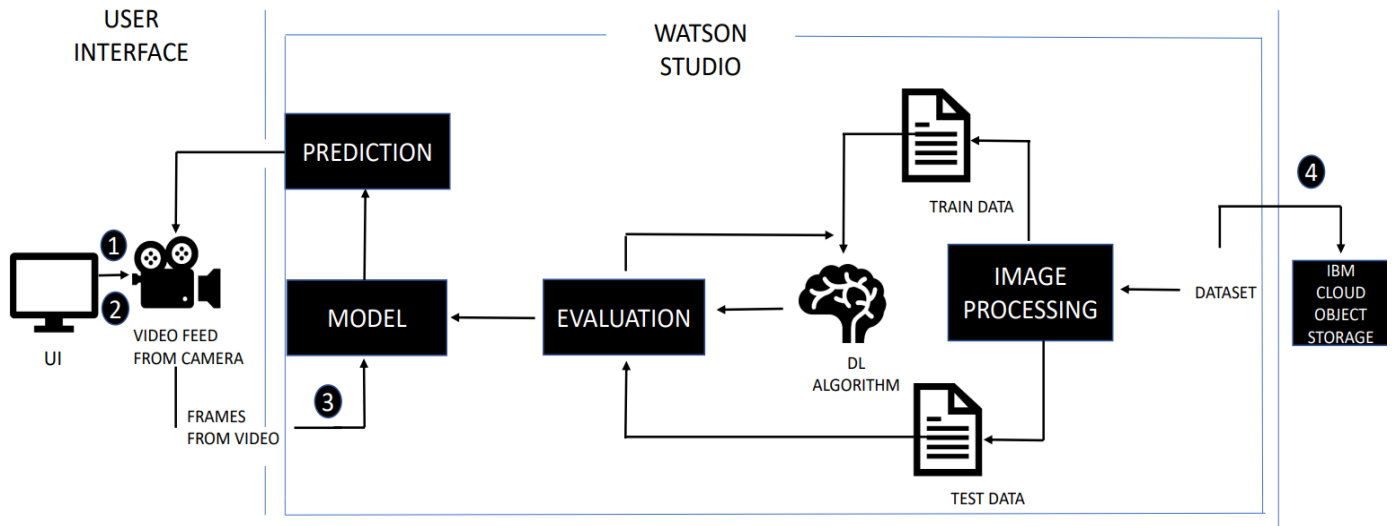 USER
INTERFACE
WATSON
STUDIO
PREDICTION
TRAIN DATA
4
1
2
UI
VIDEO FEED
FROM CAMERA
MODEL
EVALUATION
DL
ALGORITHM
IMAGE
PROCESSING
DATASET
IBM
CLOUD
OBJECT
STORAGE
3
FRAMES
FROM VIDEO
TEST DATA